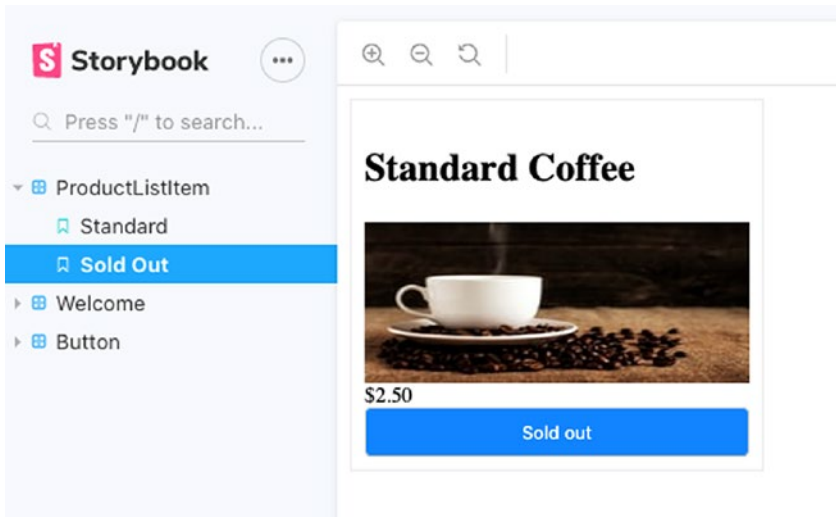 Storybook
Press "/" to search...
ProductListItem
Standard
Sold Out
Welcome
Button
Standard Coffee
$2.50
Sold out